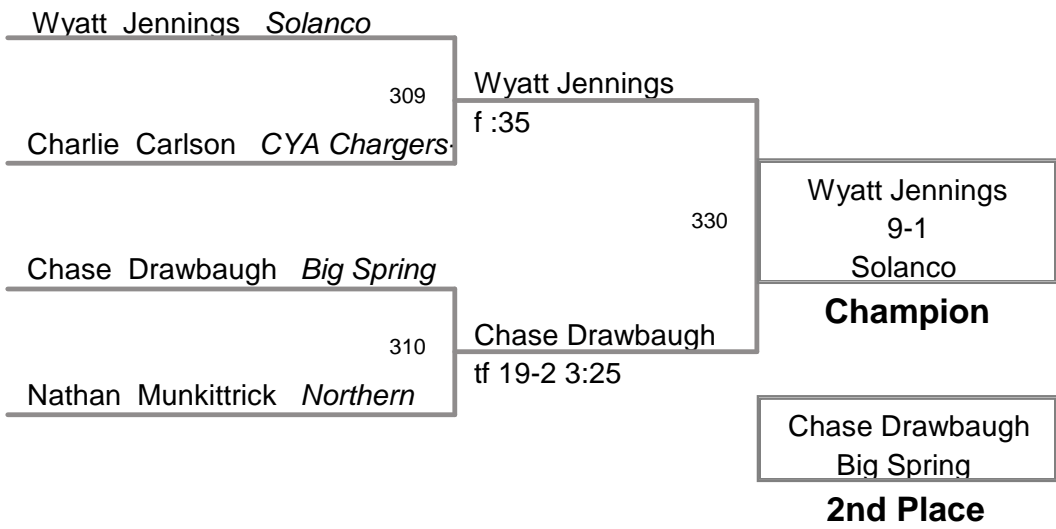 Wyatt Jennings Solanco
309
Wyatt Jennings
f :35
Charlie Carlson CYA Chargers-
330
Wyatt Jennings
9-1
Solanco
Champion
Chase Drawbaugh Big Spring
310
Chase Drawbaugh
tf 19-2 3:25
Nathan Munkittrick Northern
Chase Drawbaugh
Big Spring
2nd Place